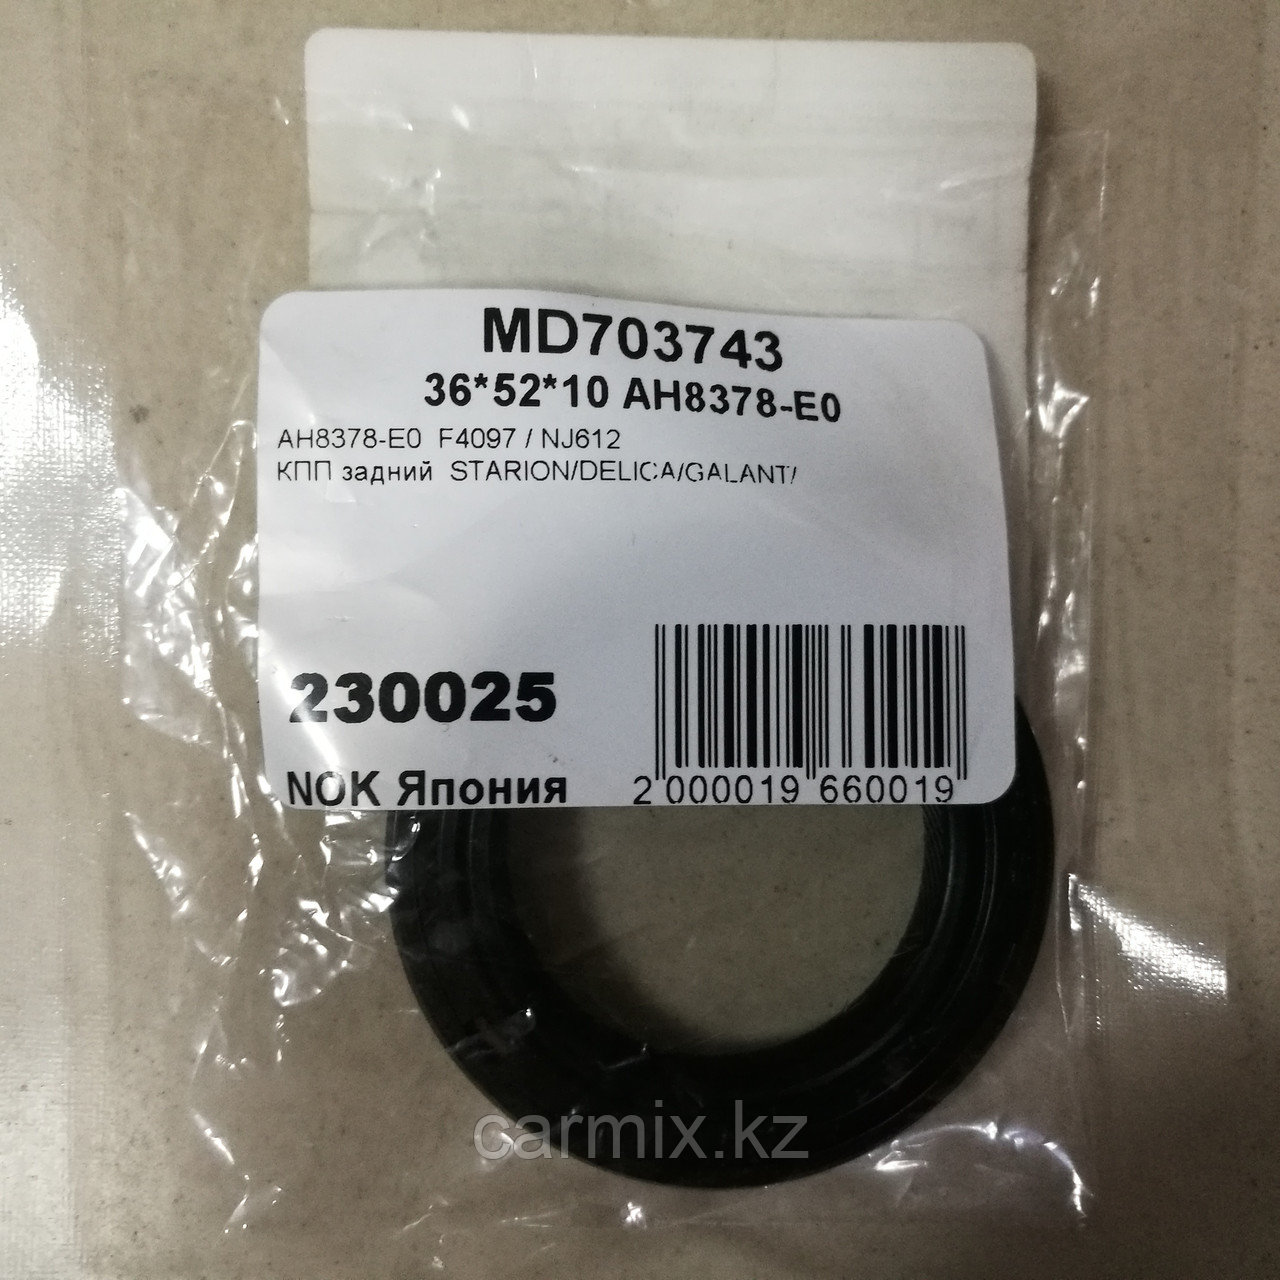 MD703743
36*52*10 AH8378-E0
AH8378-E0 F4097 / NJ612
КПП задний STARION/DELICA/GALANT/
230025
NOK Япония
2 000019 660019
carmix.kz